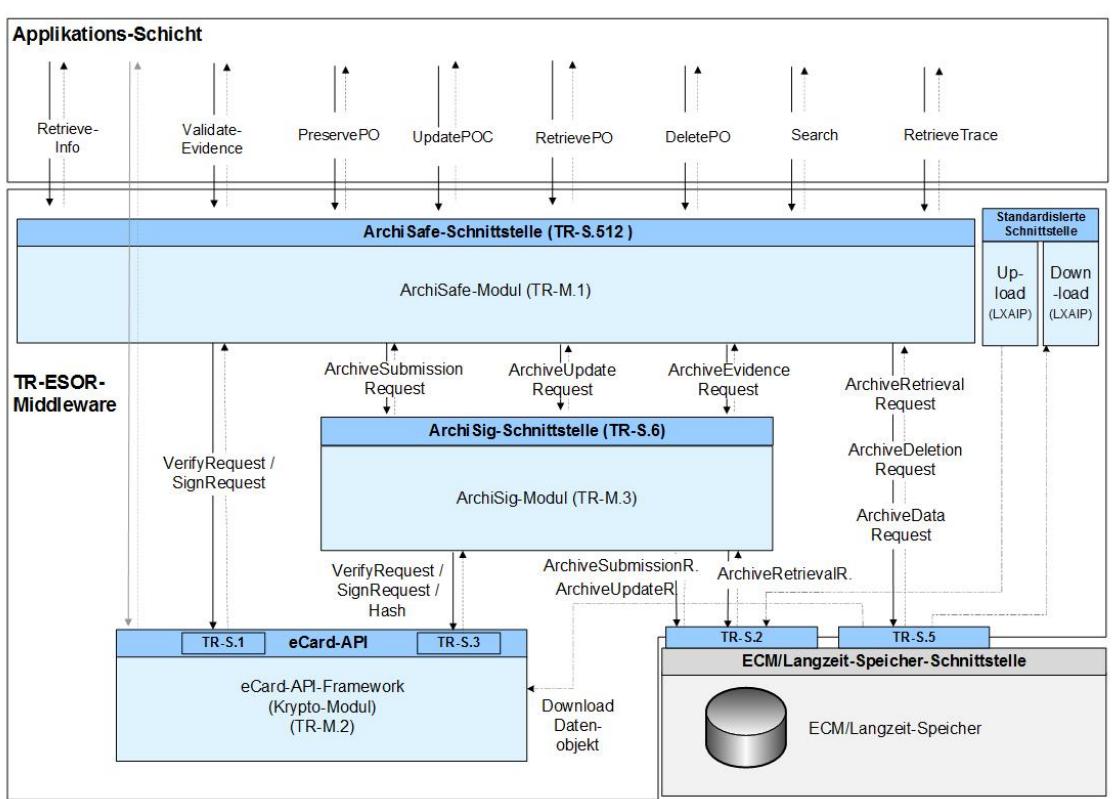 Applikations-Schicht
Retrieve-
Info
Validate-
Evidence
PreservePO
UpdatePOC
RetrievePO
DeletePO
Search
RetrieveTrace
ArchiSafe-Schnittstelle (TR-S.512 )
ArchiSafe-Modul (TR-M.1)
Standardisierte
Schnittstelle
Up-
load
(LXAIP)
Down
-load
(LXAIP)
TR-ESOR-
Middleware
ArchiveSubmission
Request
ArchiveUpdate
Request
ArchiveEvidence
Request
ArchiveRetrieval
Request
ArchiveDeletion
Request
ArchiveData
Request
VerifyRequest /
SignRequest
ArchiSig-Schnittstelle (TR-S.6)
ArchiSig-Modul (TR-M.3)
VerifyRequest /
SignRequest /
Hash
ArchiveSubmissionR.
ArchiveUpdateR.
ArchiveRetrievalR.
TR-S.1
eCard-API
TR-S.3
eCard-API-Framework
(Krypto-Modul)
(TR-M.2)
Download
Daten-
objekt
TR-S.2
TR-S.5
ECM/Langzeit-Speicher-Schnittstelle
ECM/Langzeit-Speicher